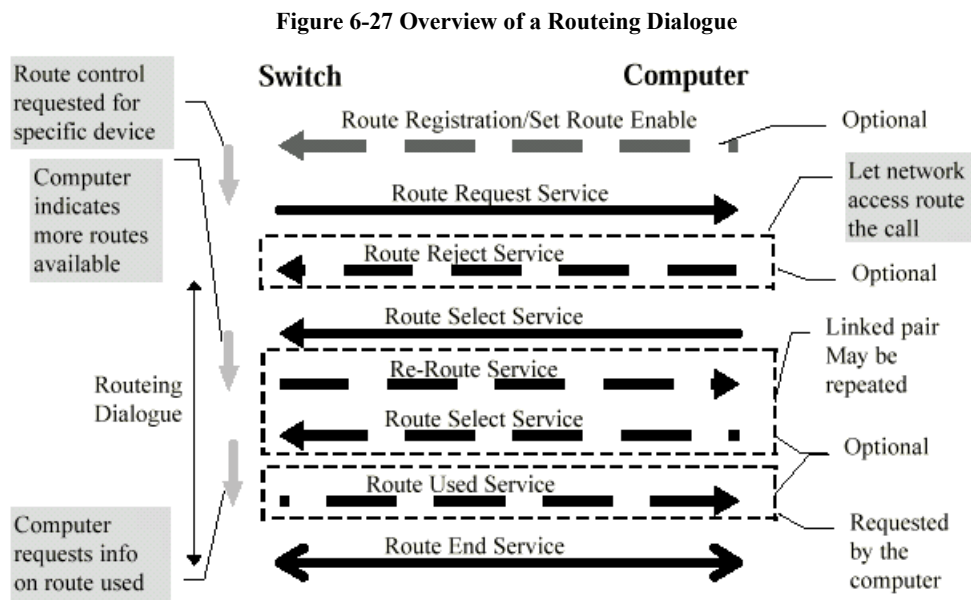 Figure 6-27 Overview of a Routeing Dialogue
Route control
requested for
specific device
Switch
Computer
Route Registration/Set Route Enable
Optional
Computer
indicates
more routes
available
Let network
access route
the call
Route Request Service
Route Reject Service
Optional
Route Select Service
Linked pair
May be
repeated
Re-Route Service
Routeing
Dialogue
Route Select Service
Optional
Route Used Service
Computer
requests info
on route used
Requested
by the
computer
Route End Service